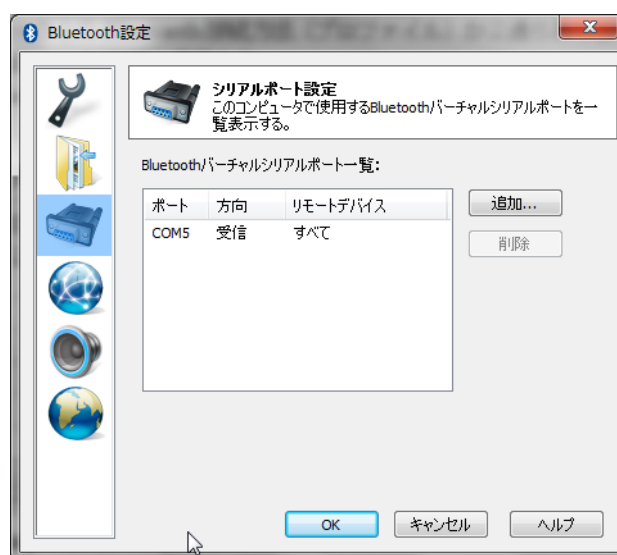 Bluetooth設定
シリアルポート設定
このコンピュータで使用するBluetoothバーチャルシリアルポートを一
覧表示する。
Bluetoothバーチャルシリアルポート一覧:
ポート 方向 リモートデバイス
COM5 受信 すべて
追加...
削除
OK キャンセル ヘルプ